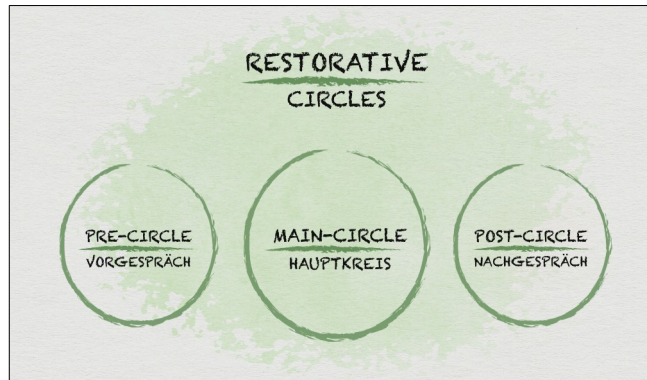 RESTORATIVE
CIRCLES
PRE-CIRCLE
VORGESPRÄCH
MAIN-CIRCLE
HAUPTKREIS
POST-CIRCLE
NACHGESPRÄCH